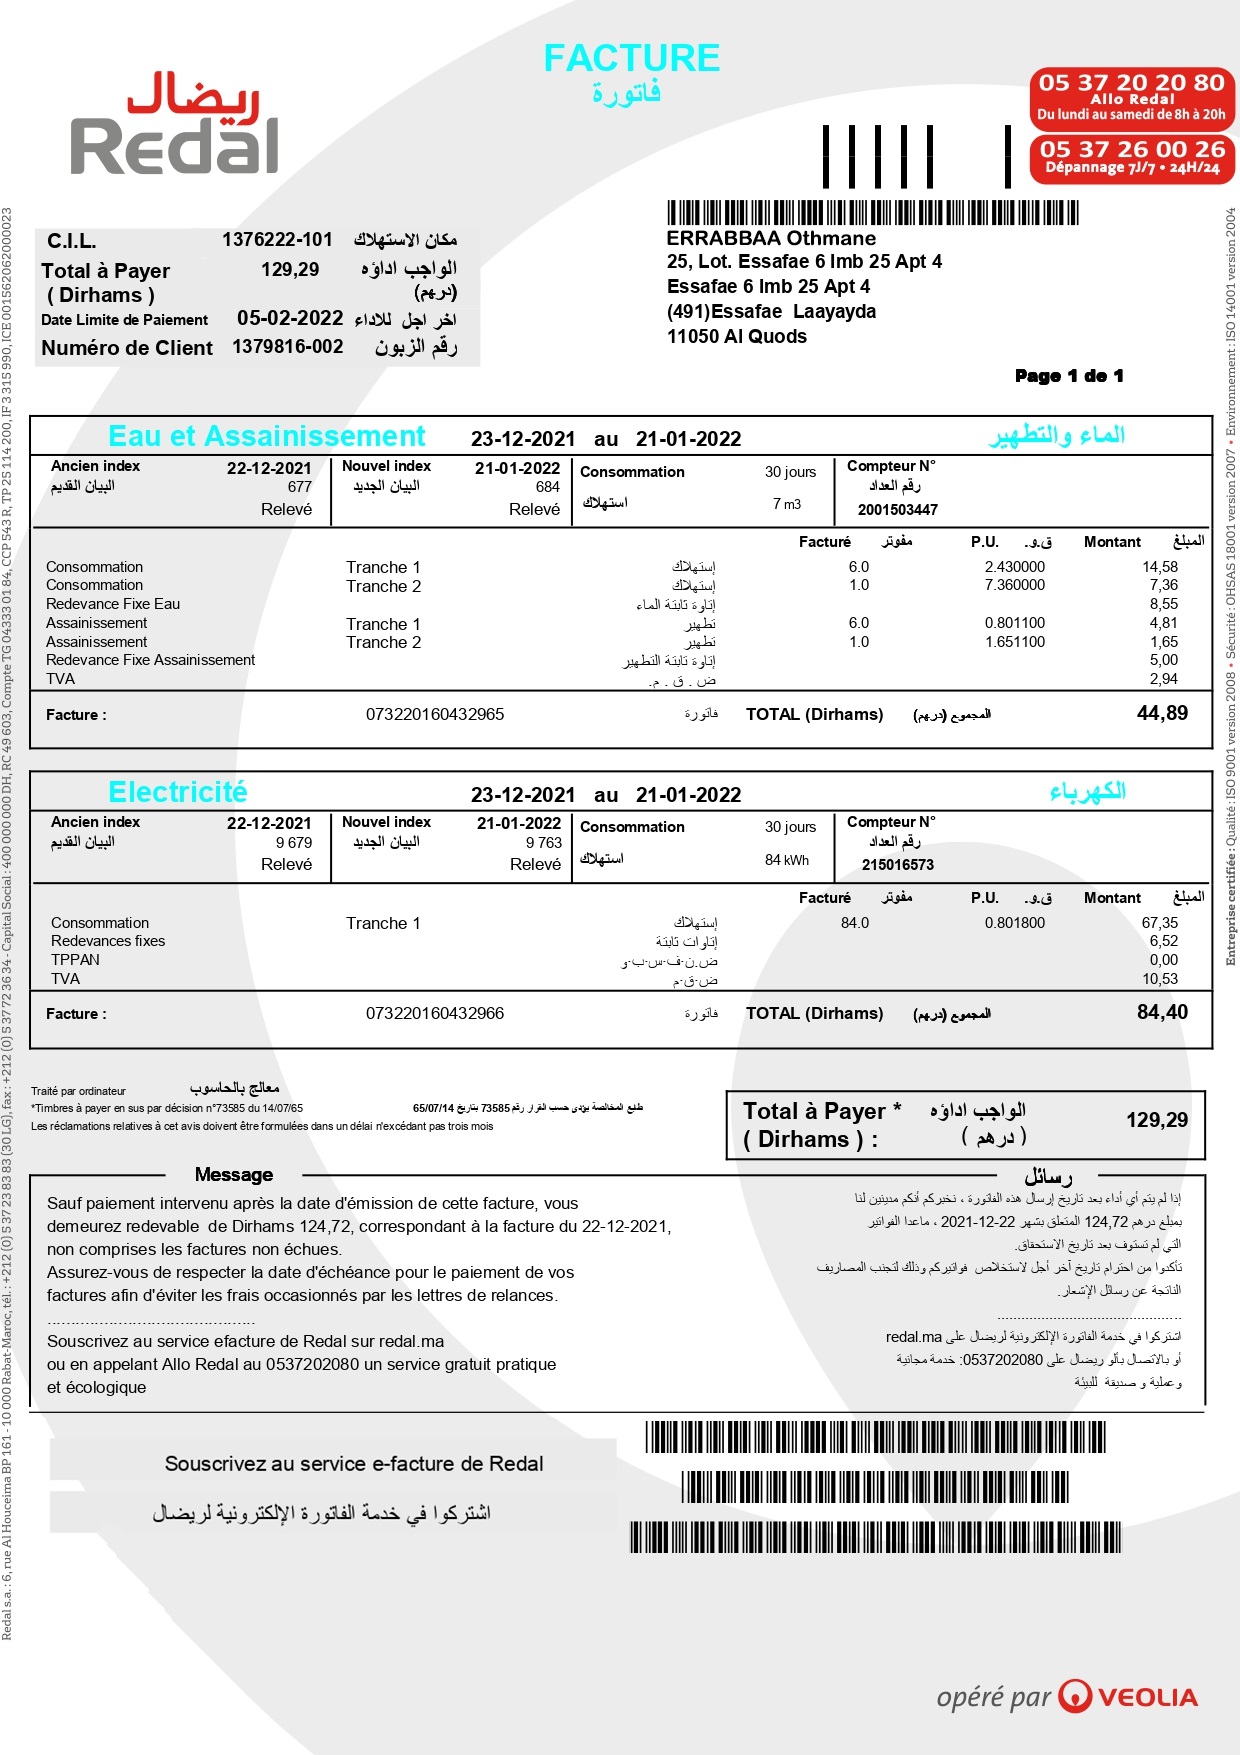 FACTURE
فاتورة
ريضال
Redal
05 37 20 20 80
Allo Redal
Du lundi au samedi de 8h à 20h
05 37 26 00 26
Dépannage 7J/7 • 24H/24
C.I.L. 1376222-101 مكان الاستهلاك
Total à Payer 129,29 الواجب اداؤه
( Dirhams ) (درهم)
Date Limite de Paiement 05-02-2022 اخر اجل للاداء
Numéro de Client 1379816-002 رقم الزبون
ERRABBAA Othmane
25, Lot. Essafae 6 Imb 25 Apt 4
Essafae 6 Imb 25 Apt 4
(491)Essafae Laayayda
11050 Al Quods
Page 1 de 1
Eau et Assainissement 23-12-2021 au 21-01-2022 الماء والتطهير
Ancien index 22-12-2021 Nouvel index 21-01-2022 Consommation 30 jours Compteur N°
البيان القديم 677 البيان الجديد 684 استهلاك 7 m3 رقم العداد
Relevé Relevé 2001503447
Facturé مفوتر P.U. ق.و. Montant المبلغ
Consommation Tranche 1 إستهلاك 6.0 2.430000 14,58
Consommation Tranche 2 إستهلاك 1.0 7.360000 7,36
Redevance Fixe Eau إتاوة ثابتة الماء 8,55
Assainissement Tranche 1 تطهير 6.0 0.801100 4,81
Assainissement Tranche 2 تطهير 1.0 1.651100 1,65
Redevance Fixe Assainissement إتاوة ثابتة التطهير 5,00
TVA ض . ق . م. 2,94
Facture : 073220160432965 فاتورة TOTAL (Dirhams) المجموع (درهم) 44,89
Electricité 23-12-2021 au 21-01-2022 الكهرباء
Ancien index 22-12-2021 Nouvel index 21-01-2022 Consommation 30 jours Compteur N°
البيان القديم 9 679 البيان الجديد 9 763 استهلاك 84 kWh رقم العداد
Relevé Relevé 215016573
Facturé مفوتر P.U. ق.و. Montant المبلغ
Consommation Tranche 1 إستهلاك 84.0 0.801800 67,35
Redevances fixes إتاوات ثابتة 6,52
TPPAN ض.ن-ف-س-ب-و 0,00
TVA ض-ق-م 10,53
Facture : 073220160432966 فاتورة TOTAL (Dirhams) المجموع (درهم) 84,40
Traité par ordinateur معالج بالحاسوب
*Timbres à payer en sus par décision n°73585 du 14/07/65 طابع المخالصة يؤدى حسب القرار رقم 73585 بتاريخ 65/07/14
Les réclamations relatives à cet avis doivent être formulées dans un délai n'excédant pas trois mois
Total à Payer * الواجب اداؤه 129,29
( Dirhams ) : ( درهم )
Message
Sauf paiement intervenu après la date d'émission de cette facture, vous
demeurez redevable de Dirhams 124,72, correspondant à la facture du 22-12-2021,
non comprises les factures non échues.
Assurez-vous de respecter la date d'échéance pour le paiement de vos
factures afin d'éviter les frais occasionnés par les lettres de relances.
............................................
Souscrivez au service efacture de Redal sur redal.ma
ou en appelant Allo Redal au 0537202080 un service gratuit pratique
et écologique
رسائل
إذا لم يتم أي أداء بعد تاريخ إرسال هذه الفاتورة ، نخبركم أنكم مدينين لنا
بمبلغ درهم 124,72 المتعلق بشهر 22-12-2021 ، ماعدا الفواتير
التي لم تستوف بعد تاريخ الاستحقاق.
تأكدوا من احترام تاريخ آخر أجل لاستخلاص فواتيركم وذلك لتجنب المصاريف
الناتجة عن رسائل الإشعار.
..............................................
اشتركوا في خدمة الفاتورة الإلكترونية لريضال على redal.ma
أو بالاتصال بألو ريضال على 0537202080: خدمة مجانية
وعملية و صديقة للبيئة
Souscrivez au service e-facture de Redal
اشتركوا في خدمة الفاتورة الإلكترونية لريضال
opéré par VEOLIA
Redal s.a. : 6, rue Al Houceima BP 161 - 10 000 Rabat-Maroc, tél. : +212 (0) 5 37 23 83 83 (30 LG), fax : +212 (0) 5 37 72 36 34 - Capital Social : 400 000 000 DH, RC 49 603, Compte TG 04333 01 84, CCP 543 R, TP 25 114 200, IF 3 315 990, ICE 001562062000023
Entreprise certifiée : Qualité : ISO 9001 version 2008 • Sécurité : OHSAS 18001 version 2007 • Environnement : ISO 14001 version 2004